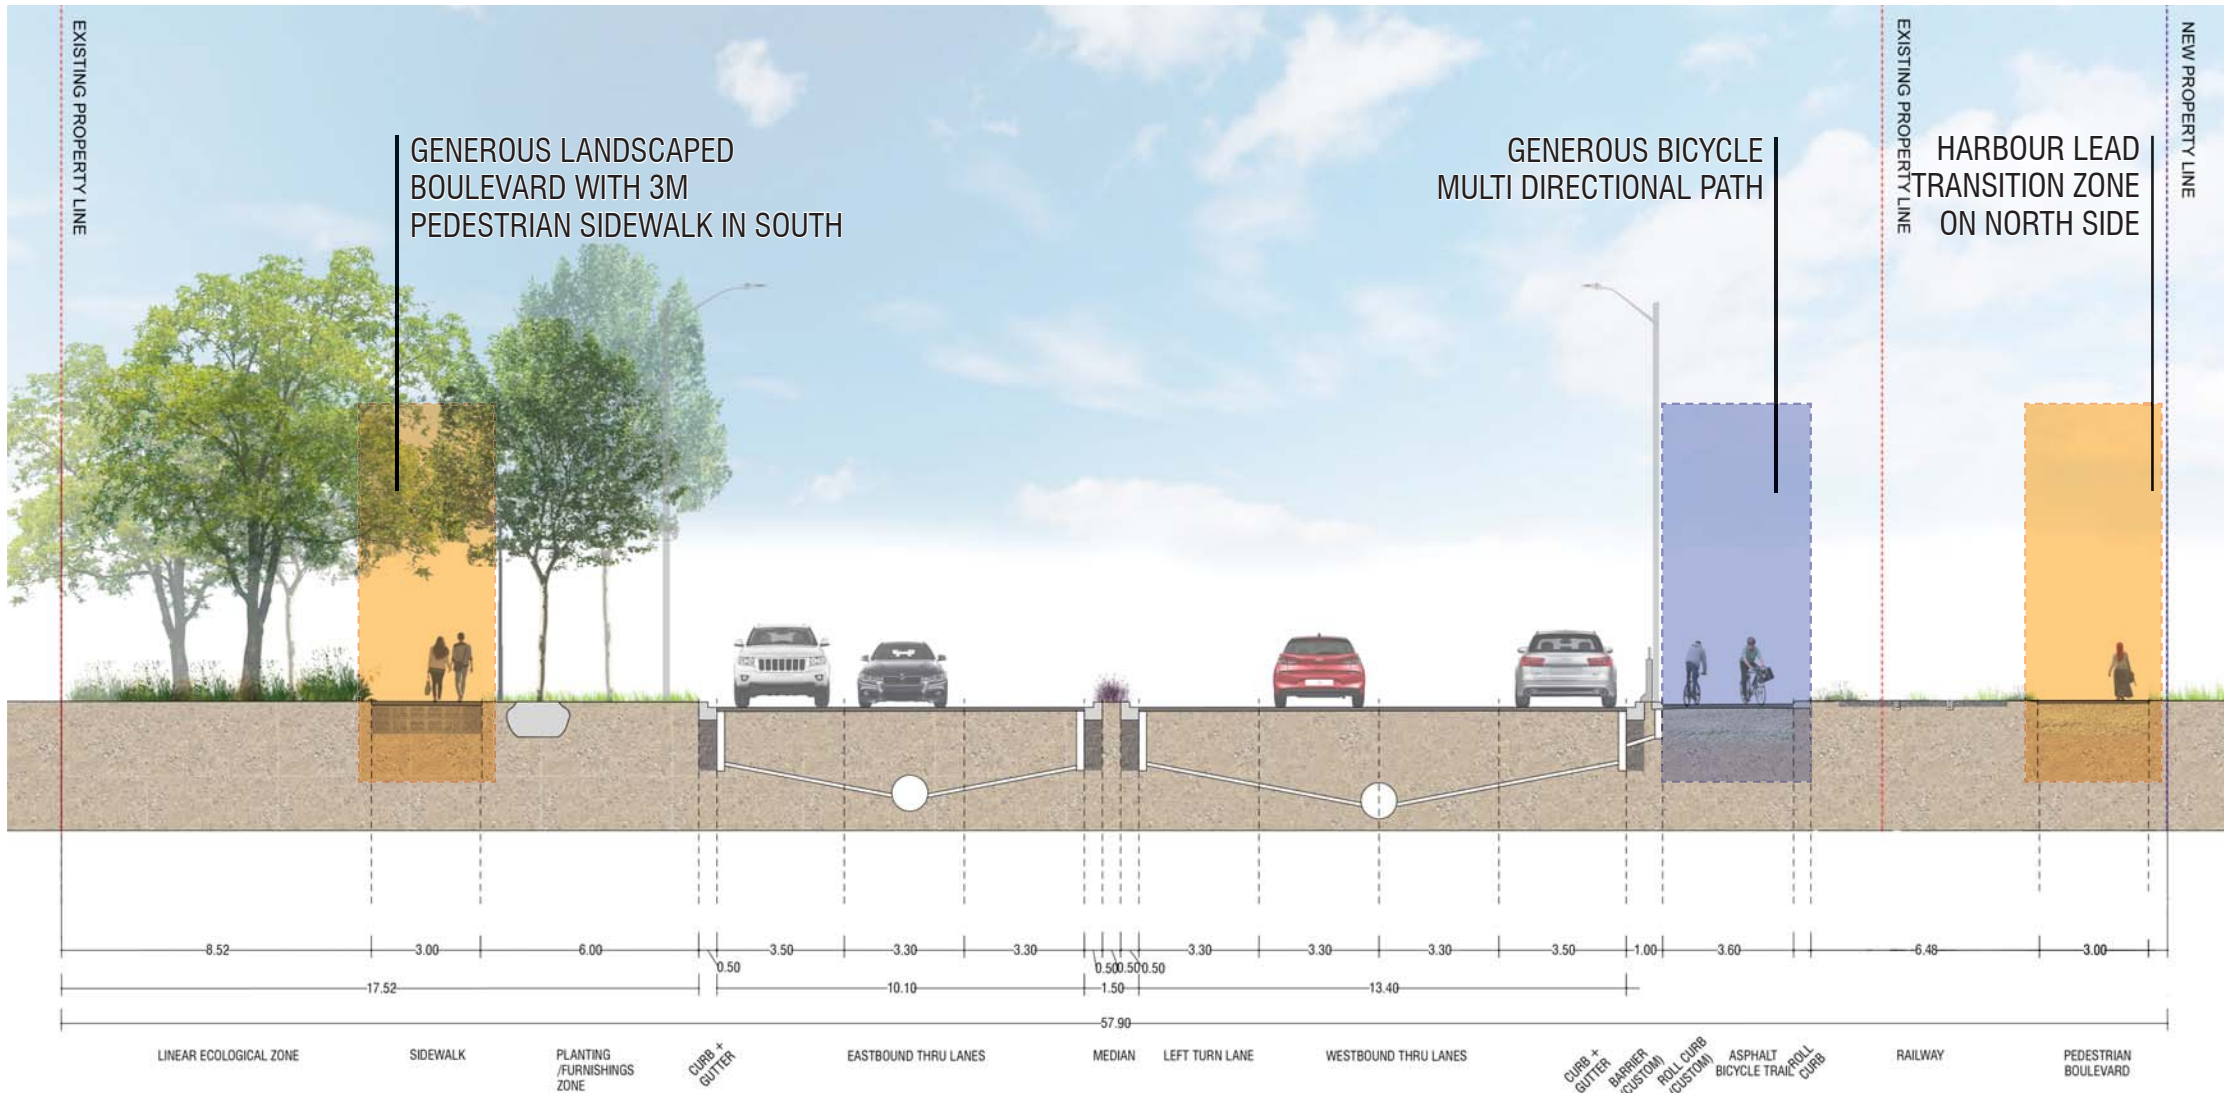 EXISTING PROPERTY LINE
GENEROUS LANDSCAPED
BOULEVARD WITH 3M
PEDESTRIAN SIDEWALK IN SOUTH
GENEROUS BICYCLE
MULTI DIRECTIONAL PATH
EXISTING PROPERTY LINE
HARBOUR LEAD
TRANSITION ZONE
ON NORTH SIDE
NEW PROPERTY LINE
8.52 3.00 6.00 0.50 3.50 3.30 3.30 0.50 0.50 0.50 3.30 3.30 3.30 3.50 1.00 3.60 6.48 3.00
17.52 10.10 1.50 13.40
57.90
LINEAR ECOLOGICAL ZONE
SIDEWALK
PLANTING
/FURNISHINGS
ZONE
CURB +
GUTTER
EASTBOUND THRU LANES
MEDIAN
LEFT TURN LANE
WESTBOUND THRU LANES
CURB +
GUTTER
BARRIER
(CUSTOM)
ROLL CURB
(CUSTOM)
ASPHALT
BICYCLE TRAIL
ROLL
CURB
RAILWAY
PEDESTRIAN
BOULEVARD